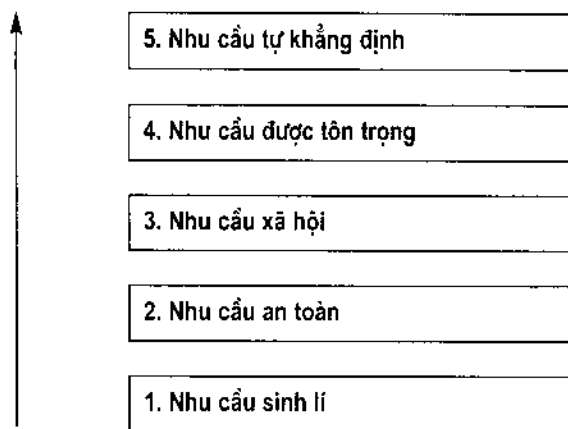 5. Nhu cầu tự khẳng định
4. Nhu cầu được tôn trọng
3. Nhu cầu xã hội
2. Nhu cầu an toàn
1. Nhu cầu sinh lí